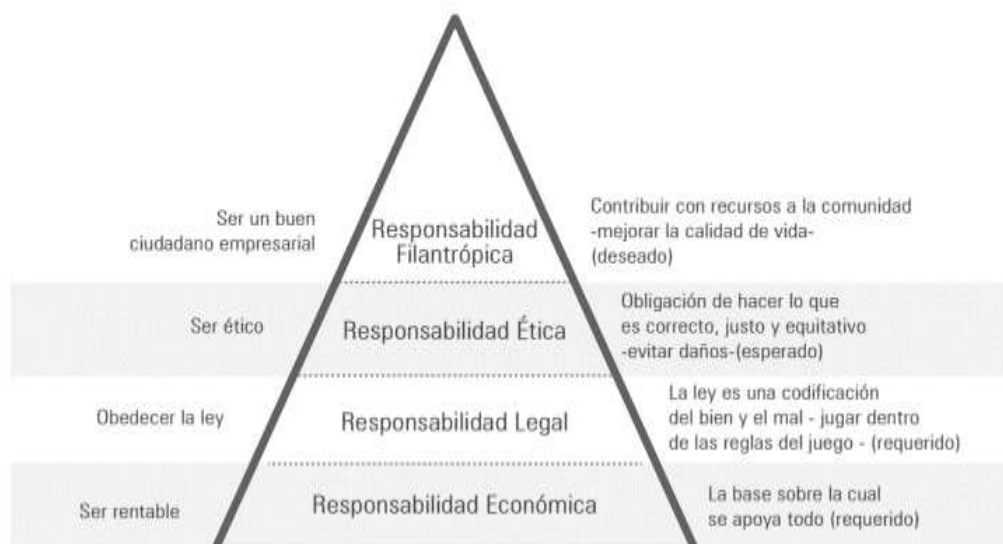 Ser un buen
ciudadano empresarial
Responsabilidad
Filantrópica
Contribuir con recursos a la comunidad
-mejorar la calidad de vida-
(deseado)
Ser ético
Responsabilidad Ética
Obligación de hacer lo que
es correcto, justo y equitativo
-evitar daños-(esperado)
Obedecer la ley
Responsabilidad Legal
La ley es una codificación
del bien y el mal - jugar dentro
de las reglas del juego - (requerido)
Ser rentable
Responsabilidad Económica
La base sobre la cual
se apoya todo (requerido)